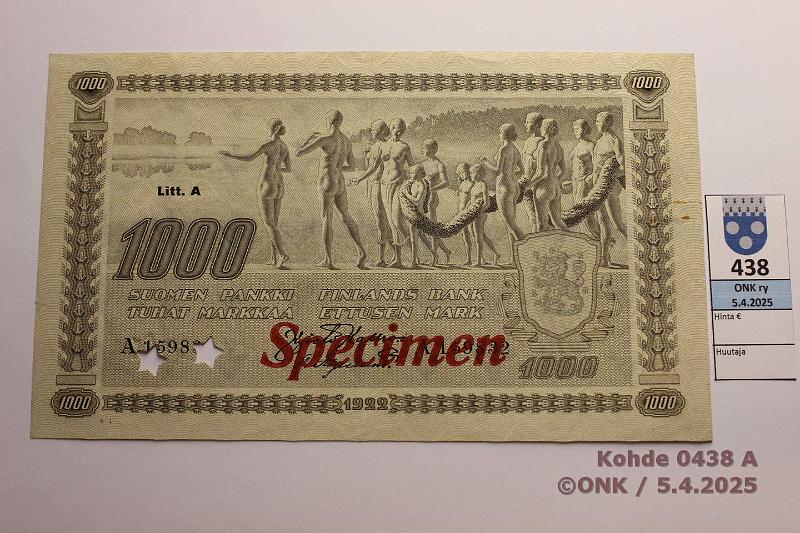 1000 1000
Litt. A
1000
SUOMEN PANKKI FINLANDS BANK
TUHAT MARKKAA ETTUSEN MARK
Specimen
1000
1000 1922 1000
438
ONK ry
5.4.2025
Hinta €
Huutaja
Kohde 0438 A
©ONK / 5.4.2025